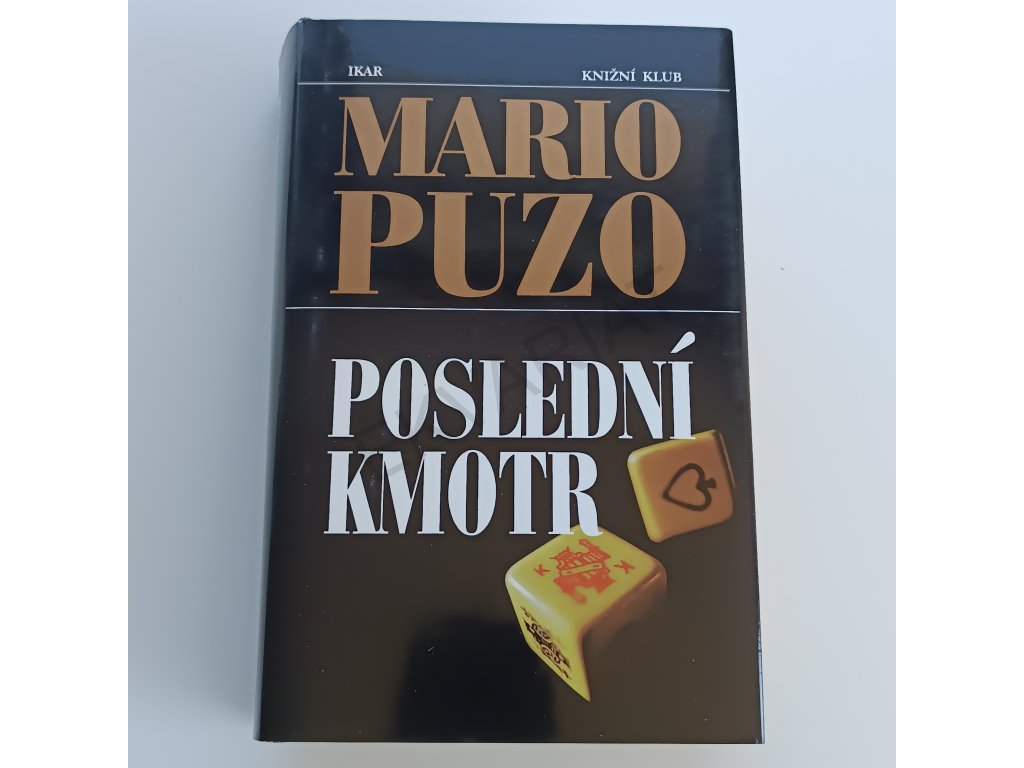 IKAR KNIŽNÍ KLUB
MARIO
PUZO
POSLEDNÍ
KMOTR
K K